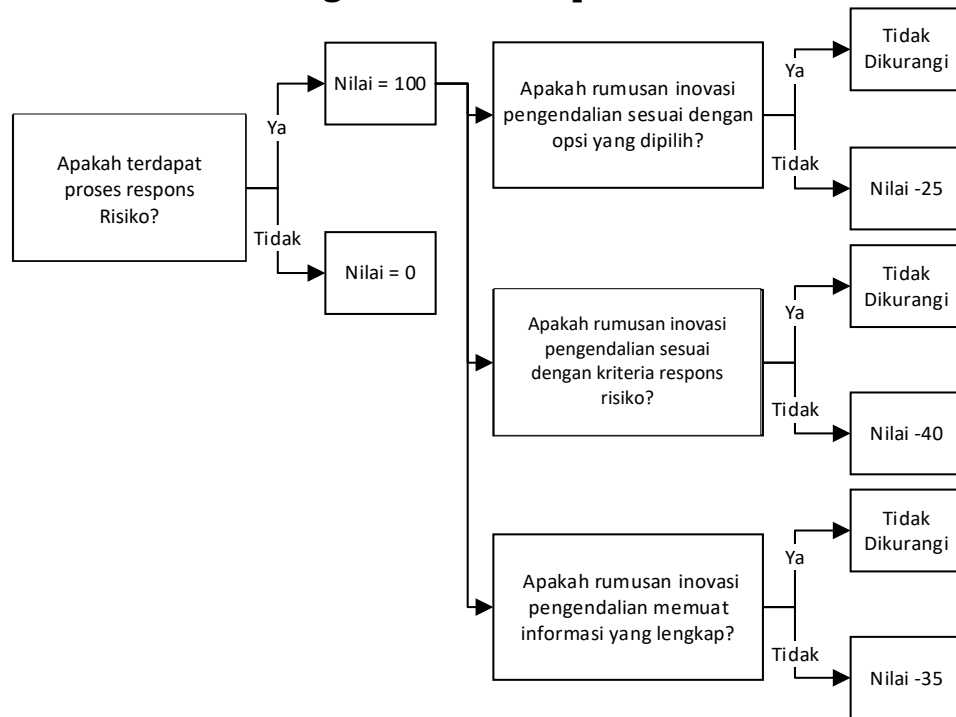 Apakah terdapat
proses respons
Risiko?
Ya
Tidak
Nilai = 100
Nilai = 0
Apakah rumusan inovasi
pengendalian sesuai dengan
opsi yang dipilih?
Ya
Tidak
Tidak
Dikurangi
Nilai -25
Apakah rumusan inovasi
pengendalian sesuai
dengan kriteria respons
risiko?
Ya
Tidak
Tidak
Dikurangi
Nilai -40
Apakah rumusan inovasi
pengendalian memuat
informasi yang lengkap?
Ya
Tidak
Tidak
Dikurangi
Nilai -35